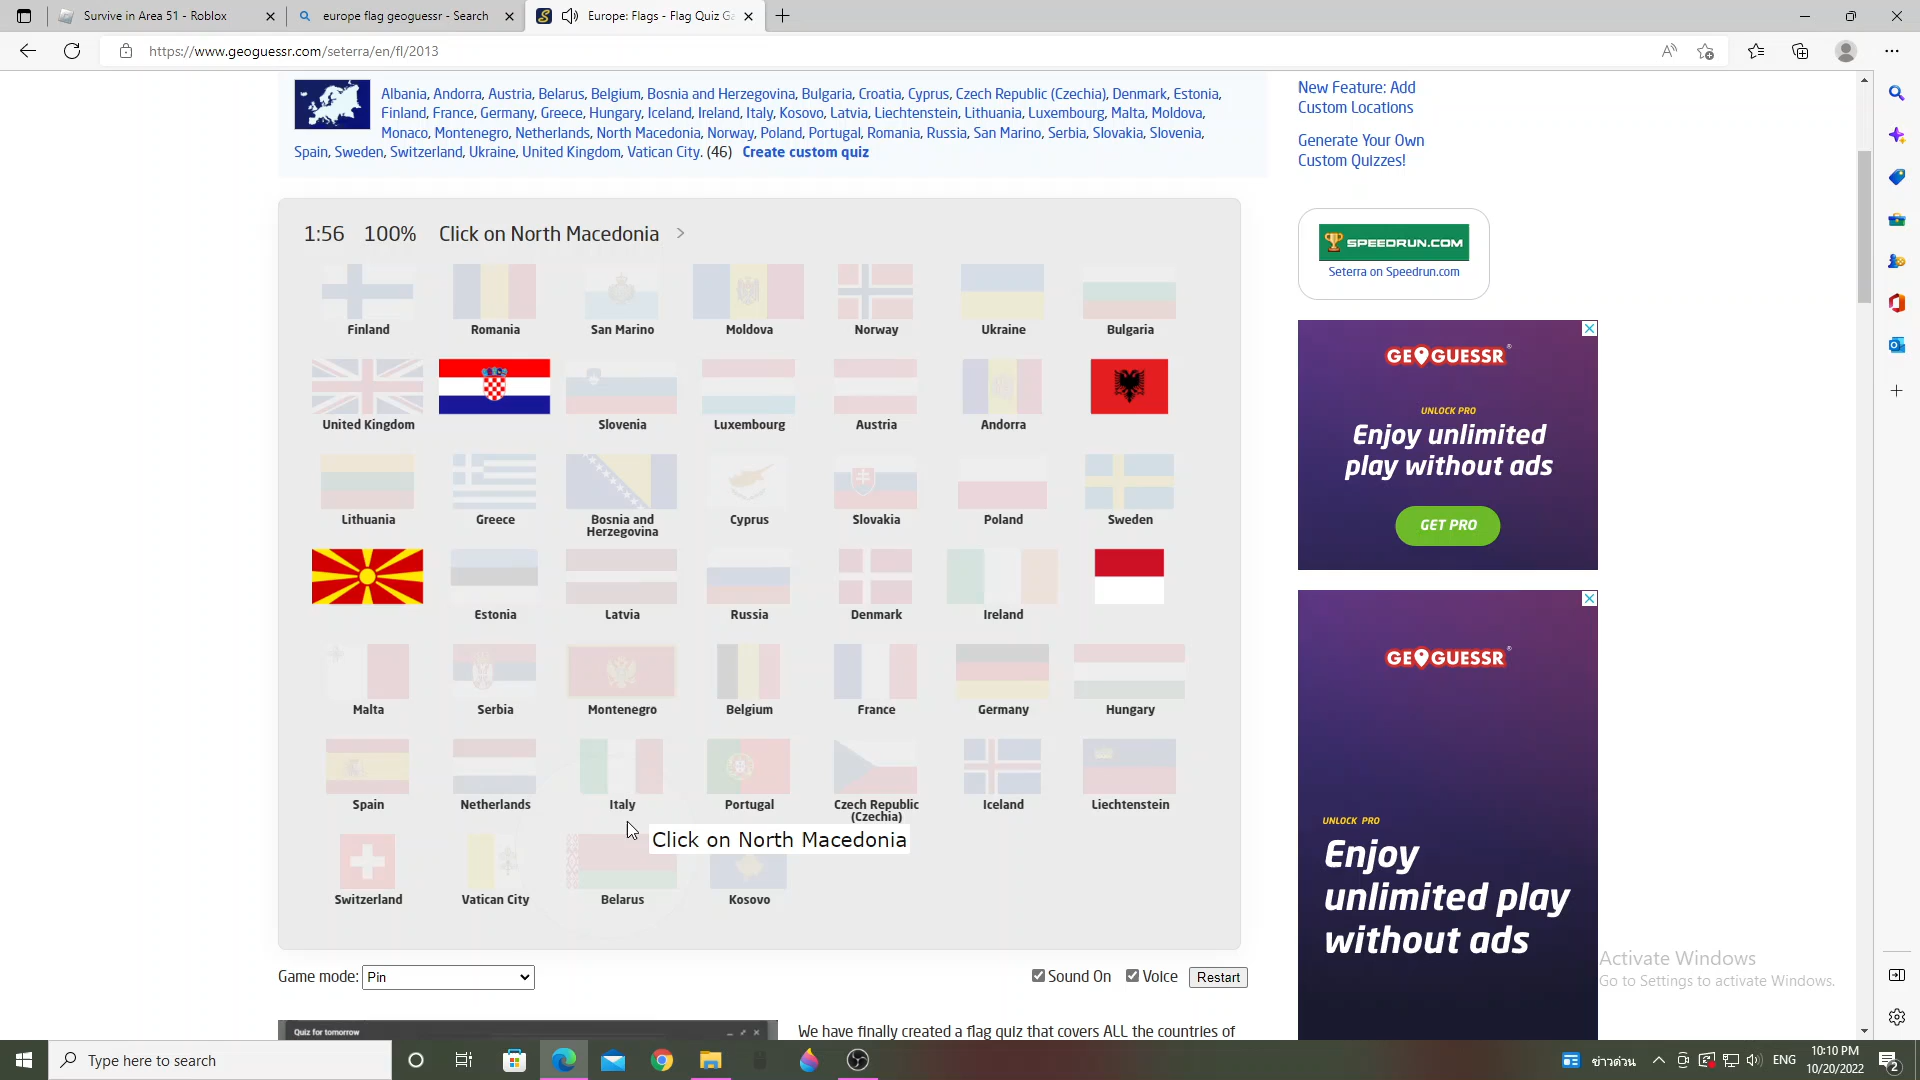 Survive in Area 51 - Roblox
europe flag geoguessr - Search
Europe: Flags - Flag Quiz Ga
https://www.geoguessr.com/seterra/en/fl/2013
Albania, Andorra, Austria, Belarus, Belgium, Bosnia and Herzegovina, Bulgaria, Croatia, Cyprus, Czech Republic (Czechia), Denmark, Estonia,
Finland, France, Germany, Greece, Hungary, Iceland, Ireland, Italy, Kosovo, Latvia, Liechtenstein, Lithuania, Luxembourg, Malta, Moldova,
Monaco, Montenegro, Netherlands, North Macedonia, Norway, Poland, Portugal, Romania, Russia, San Marino, Serbia, Slovakia, Slovenia,
Spain, Sweden, Switzerland, Ukraine, United Kingdom, Vatican City. (46) Create custom quiz
New Feature: Add
Custom Locations
Generate Your Own
Custom Quizzes!
1:56 100% Click on North Macedonia >
Finland Romania San Marino Moldova Norway Ukraine Bulgaria
United Kingdom Slovenia Luxembourg Austria Andorra
Lithuania Greece Bosnia and Cyprus Slovakia Poland Sweden
Herzegovina
Estonia Latvia Russia Denmark Ireland
Malta Serbia Montenegro Belgium France Germany Hungary
Spain Netherlands Italy Portugal Czech Republic Iceland Liechtenstein
(Czechia)
Click on North Macedonia
Switzerland Vatican City Belarus Kosovo
SPEEDRUN.COM
Seterra on Speedrun.com
GEOGUESSR
UNLOCK PRO
Enjoy unlimited
play without ads
GET PRO
GEOGUESSR
UNLOCK PRO
Enjoy
unlimited play
without ads
Game mode: Pin
Sound On Voice Restart
Quiz for tomorrow
We have finally created a flag quiz that covers ALL the countries of
Activate Windows
Go to Settings to activate Windows.
Type here to search
ข่าวด่วน
ENG
10:10 PM
10/20/2022
2